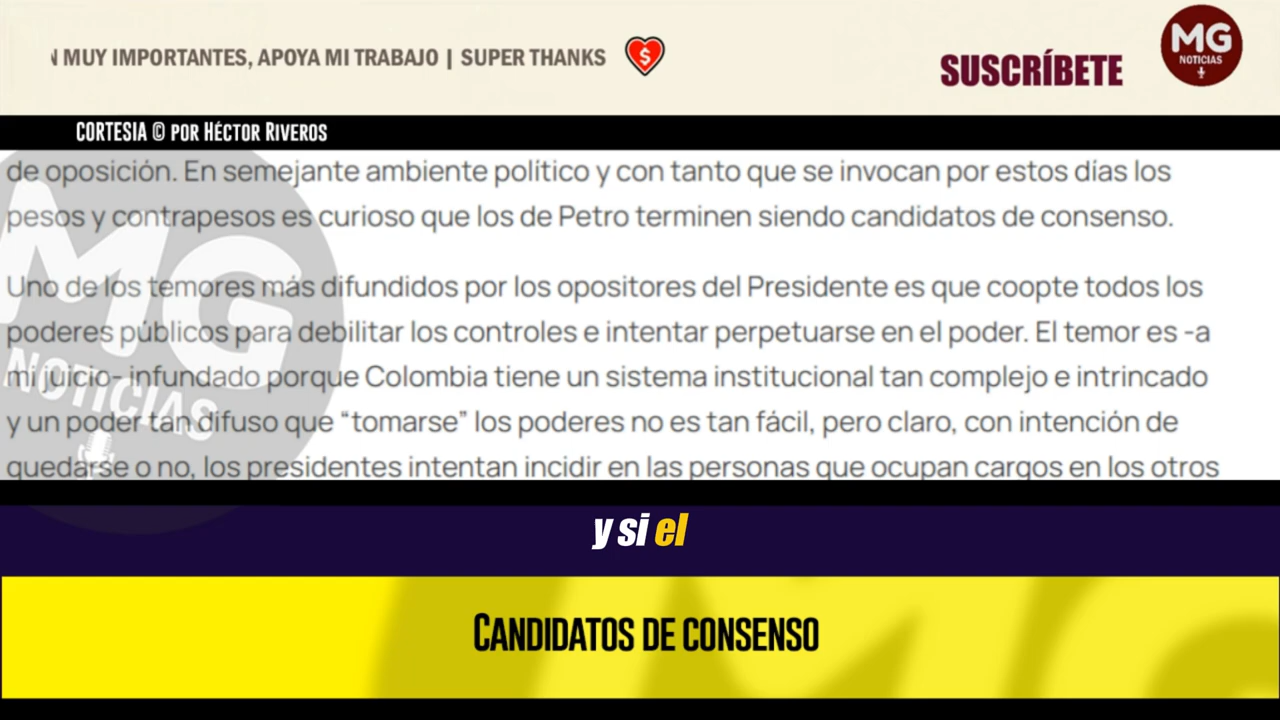 N MUY IMPORTANTES, APOYA MI TRABAJO | SUPER THANKS
$
SUSCRÍBETE
MG
NOTICIAS
CORTESIA © POR HÉCTOR RIVEROS
de oposición. En semejante ambiente político y con tanto que se invocan por estos días los
pesos y contrapesos es curioso que los de Petro terminen siendo candidatos de consenso.
Uno de los temores más difundidos por los opositores del Presidente es que coopte todos los
poderes públicos para debilitar los controles e intentar perpetuarse en el poder. El temor es -a
mi juicio- infundado porque Colombia tiene un sistema institucional tan complejo e intrincado
y un poder tan difuso que “tomarse” los poderes no es tan fácil, pero claro, con intención de
quedarse o no, los presidentes intentan incidir en las personas que ocupan cargos en los otros
MG
NOTICIAS
y si el
CANDIDATOS DE CONSENSO